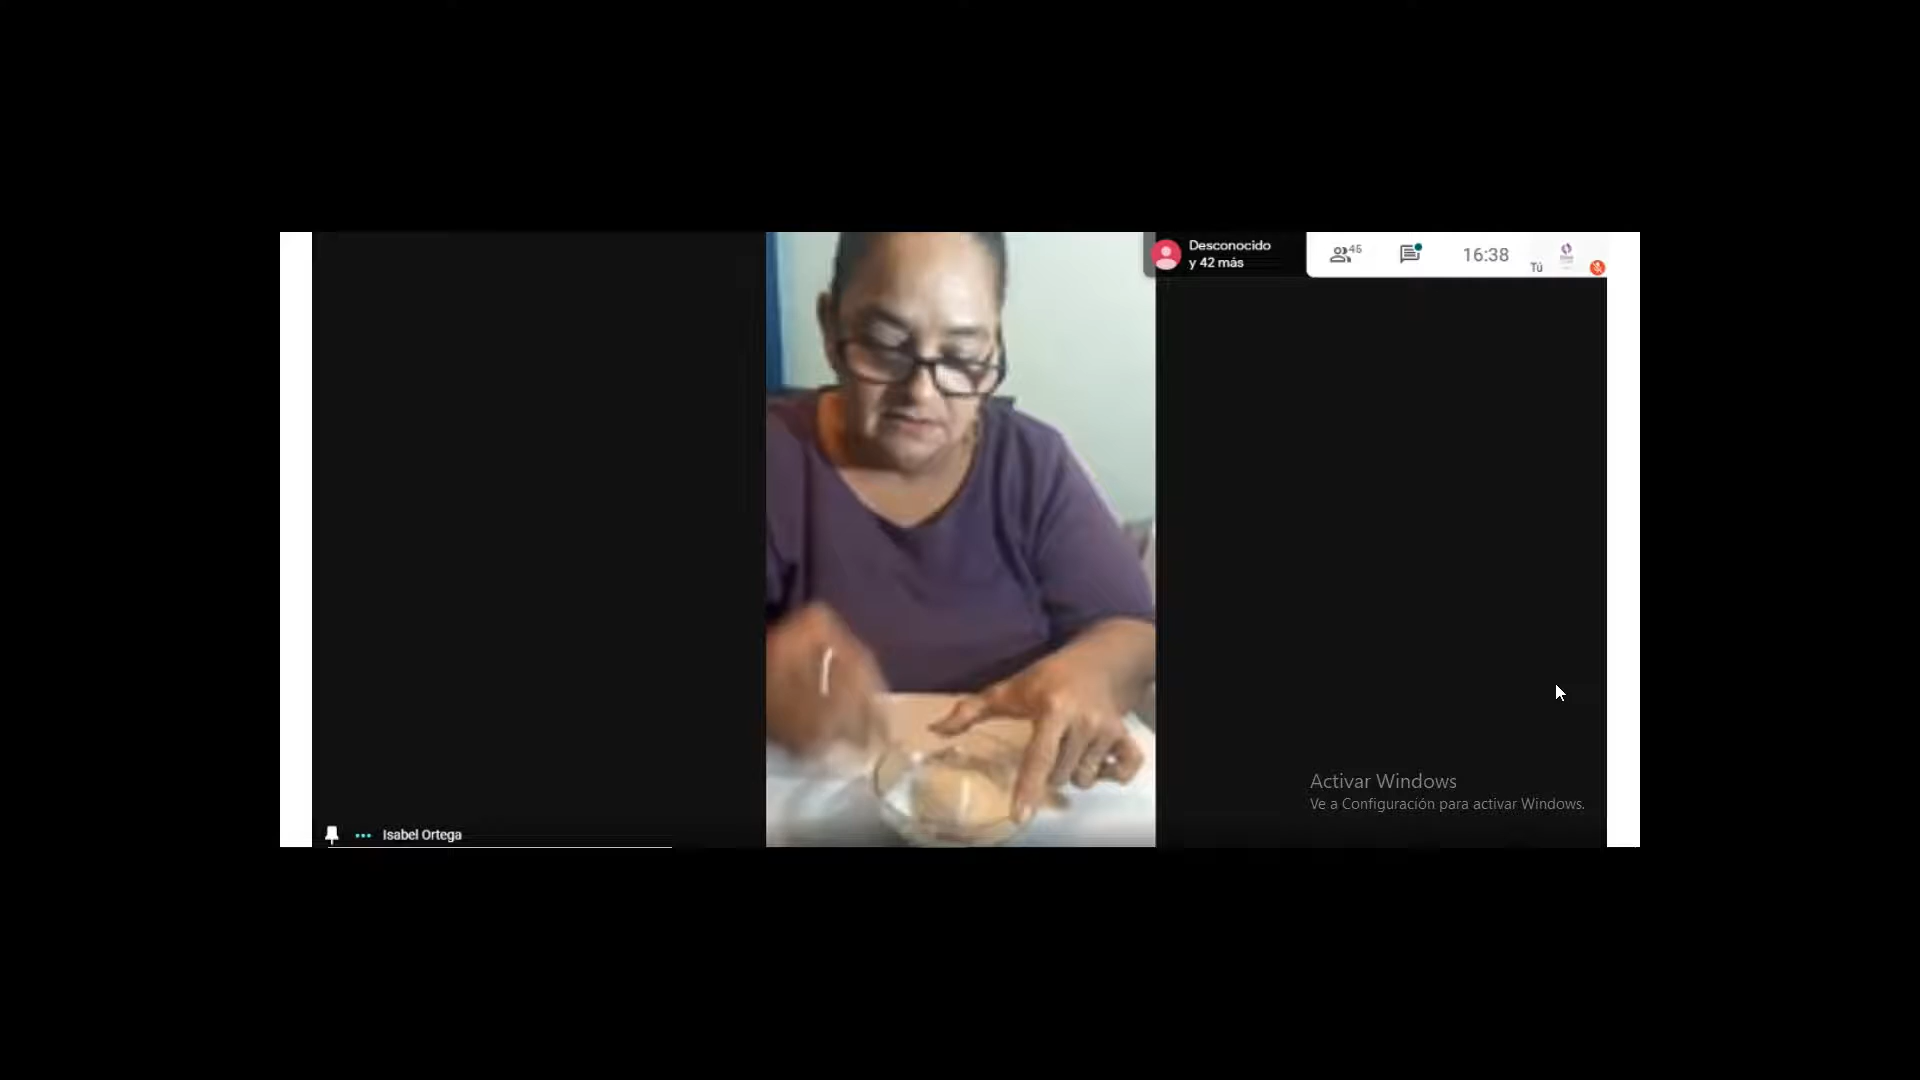 Desconocido
y 42 más
45
16:38
Tú
Activar Windows
Ve a Configuración para activar Windows.
Isabel Ortega